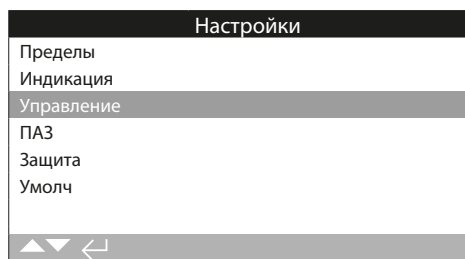 Настройки
Пределы
Индикация
Управление
ПАЗ
Защита
Умолч